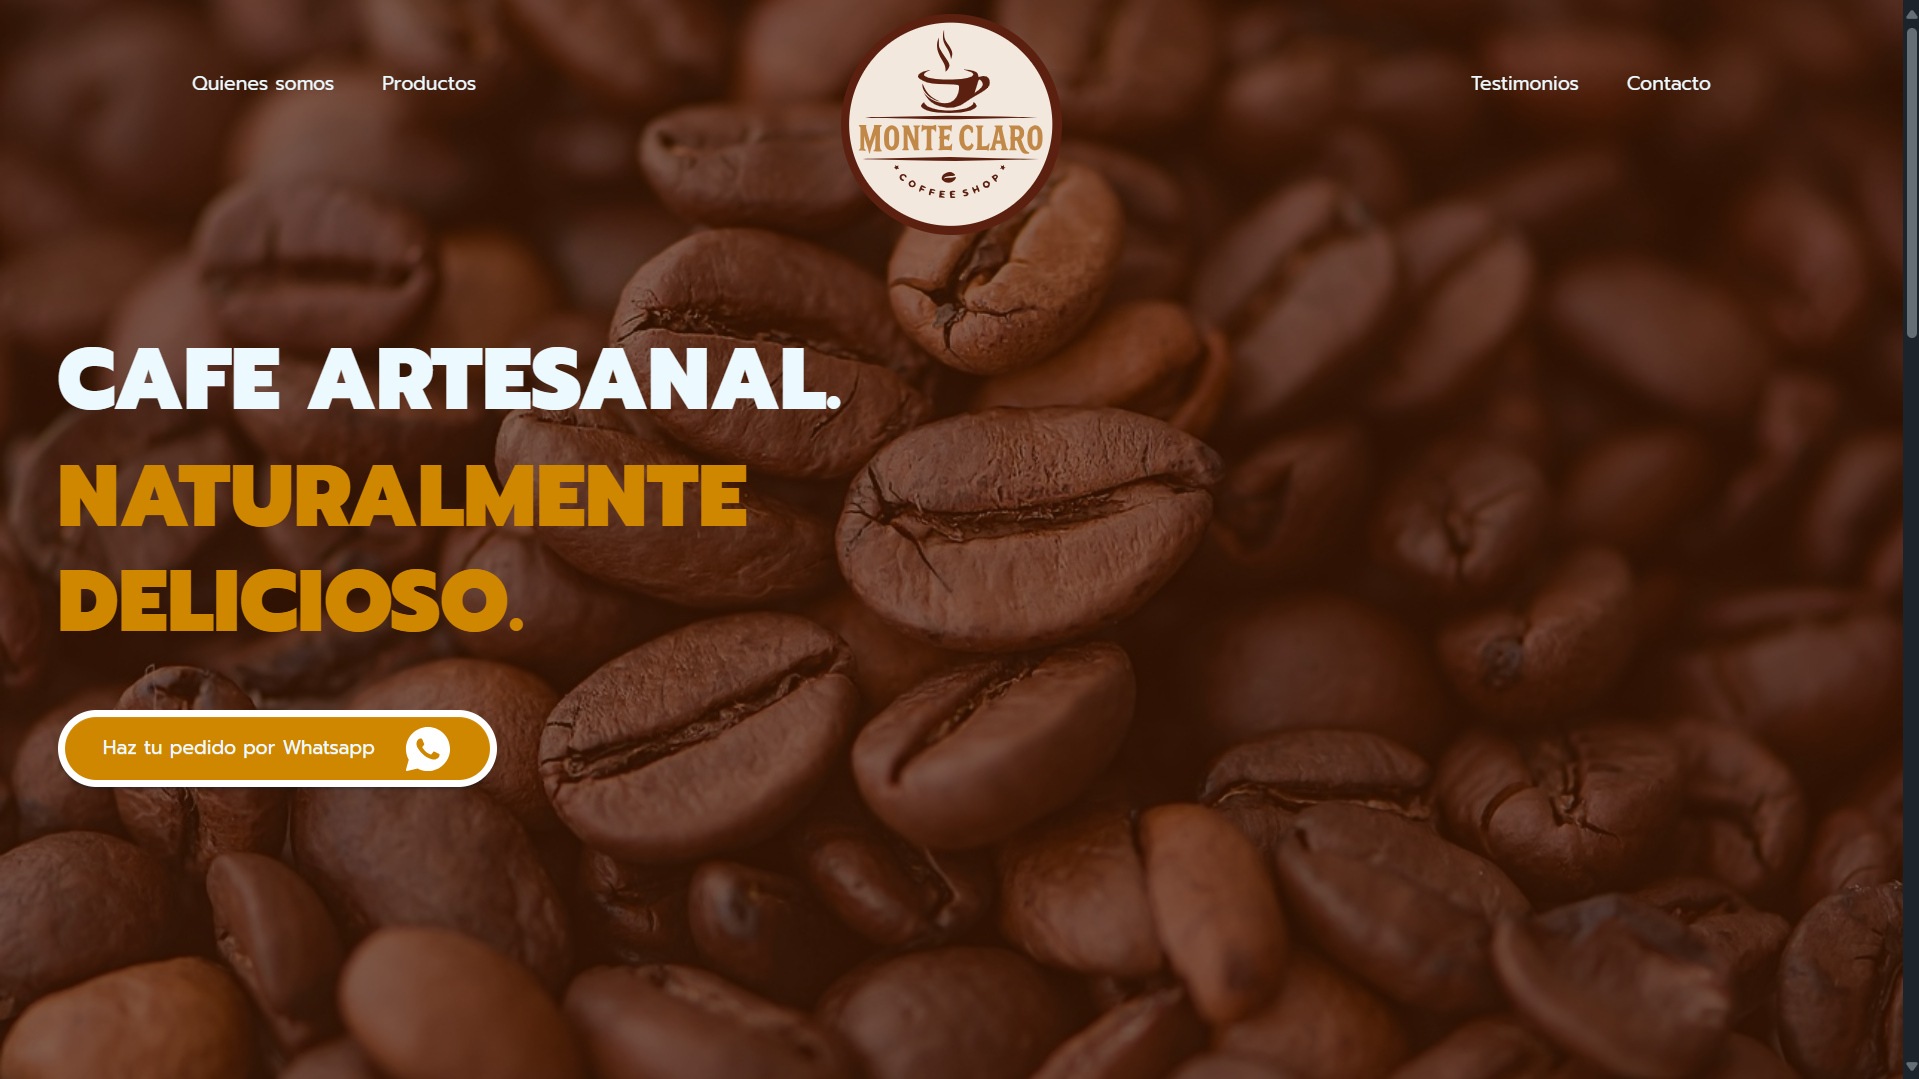 Quienes somos
Productos
MONTE CLARO
COFFEE SHOP
Testimonios
Contacto
CAFE ARTESANAL.
NATURALMENTE
DELICIOSO.
Haz tu pedido por Whatsapp